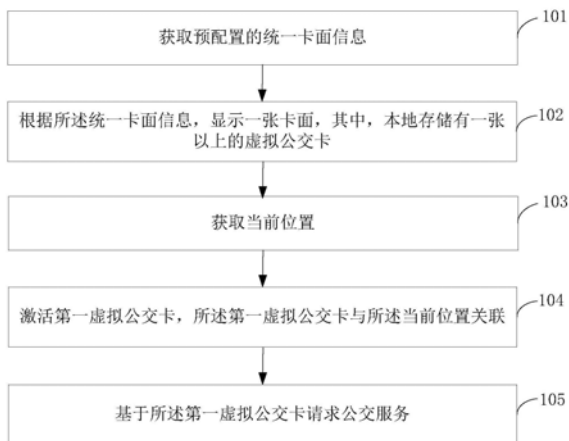 获取预配置的统一卡面信息
101
根据所述统一卡面信息，显示一张卡面，其中，本地存储有一张
以上的虚拟公交卡
102
获取当前位置
103
激活第一虚拟公交卡，所述第一虚拟公交卡与所述当前位置关联
104
基于所述第一虚拟公交卡请求公交服务
105